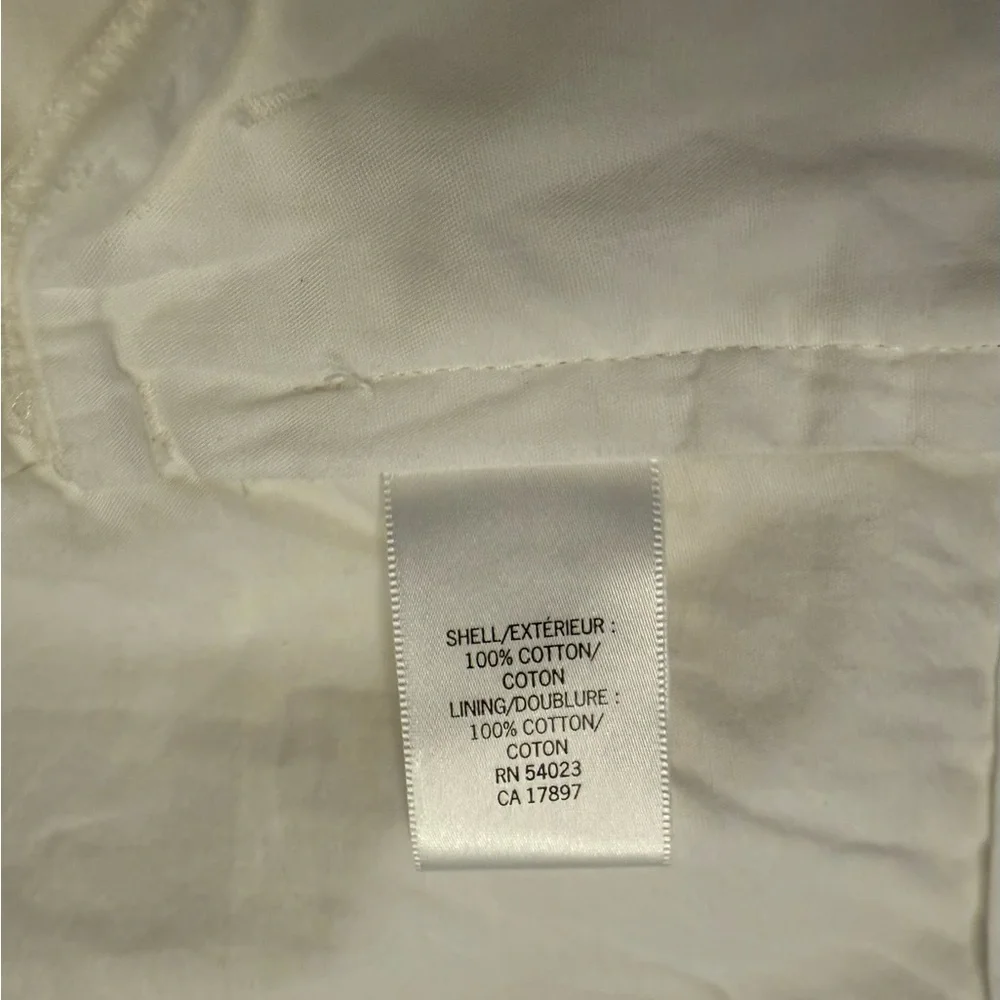 SHELL/EXTÉRIEUR :
100% COTTON/
COTON
LINING/DOUBLURE :
100% COTTON/
COTON
RN 54023
CA 17897